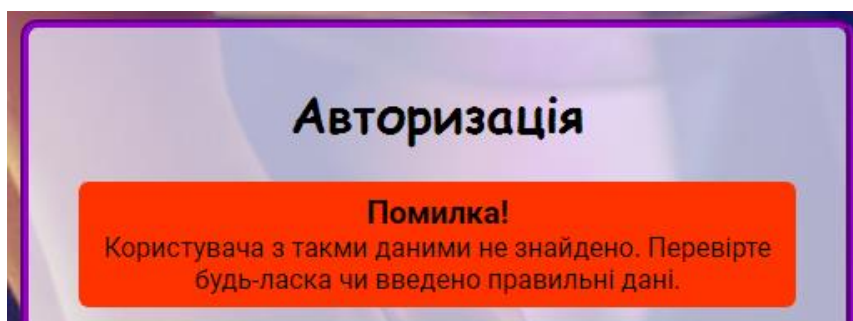 Авторизація
Помилка!
Користувача з такми даними не знайдено. Перевірте
будь-ласка чи введено правильні дані.